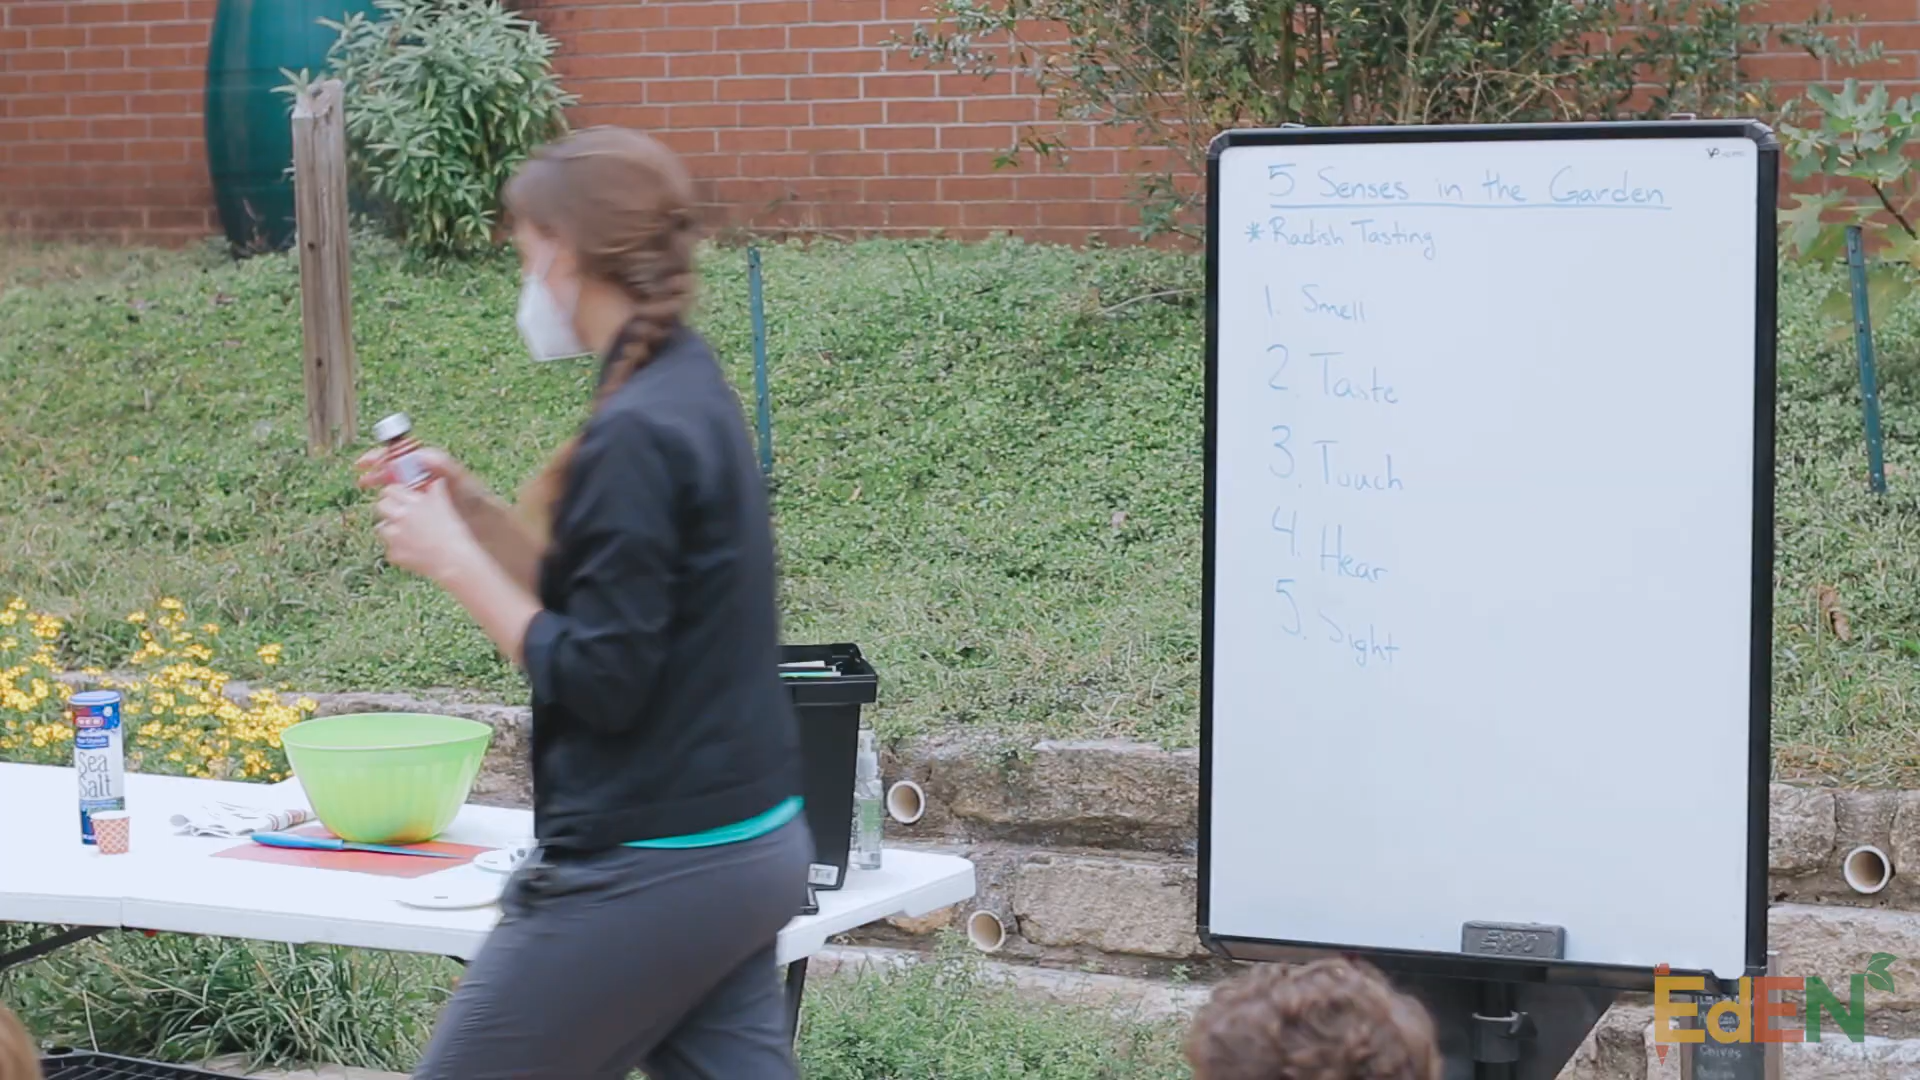 5 Senses in the Garden
* Radish Tasting
1. Smell
2. Taste
3. Touch
4. Hear
5. Sight
EXPO
Sea
Salt
EdEN
Chives